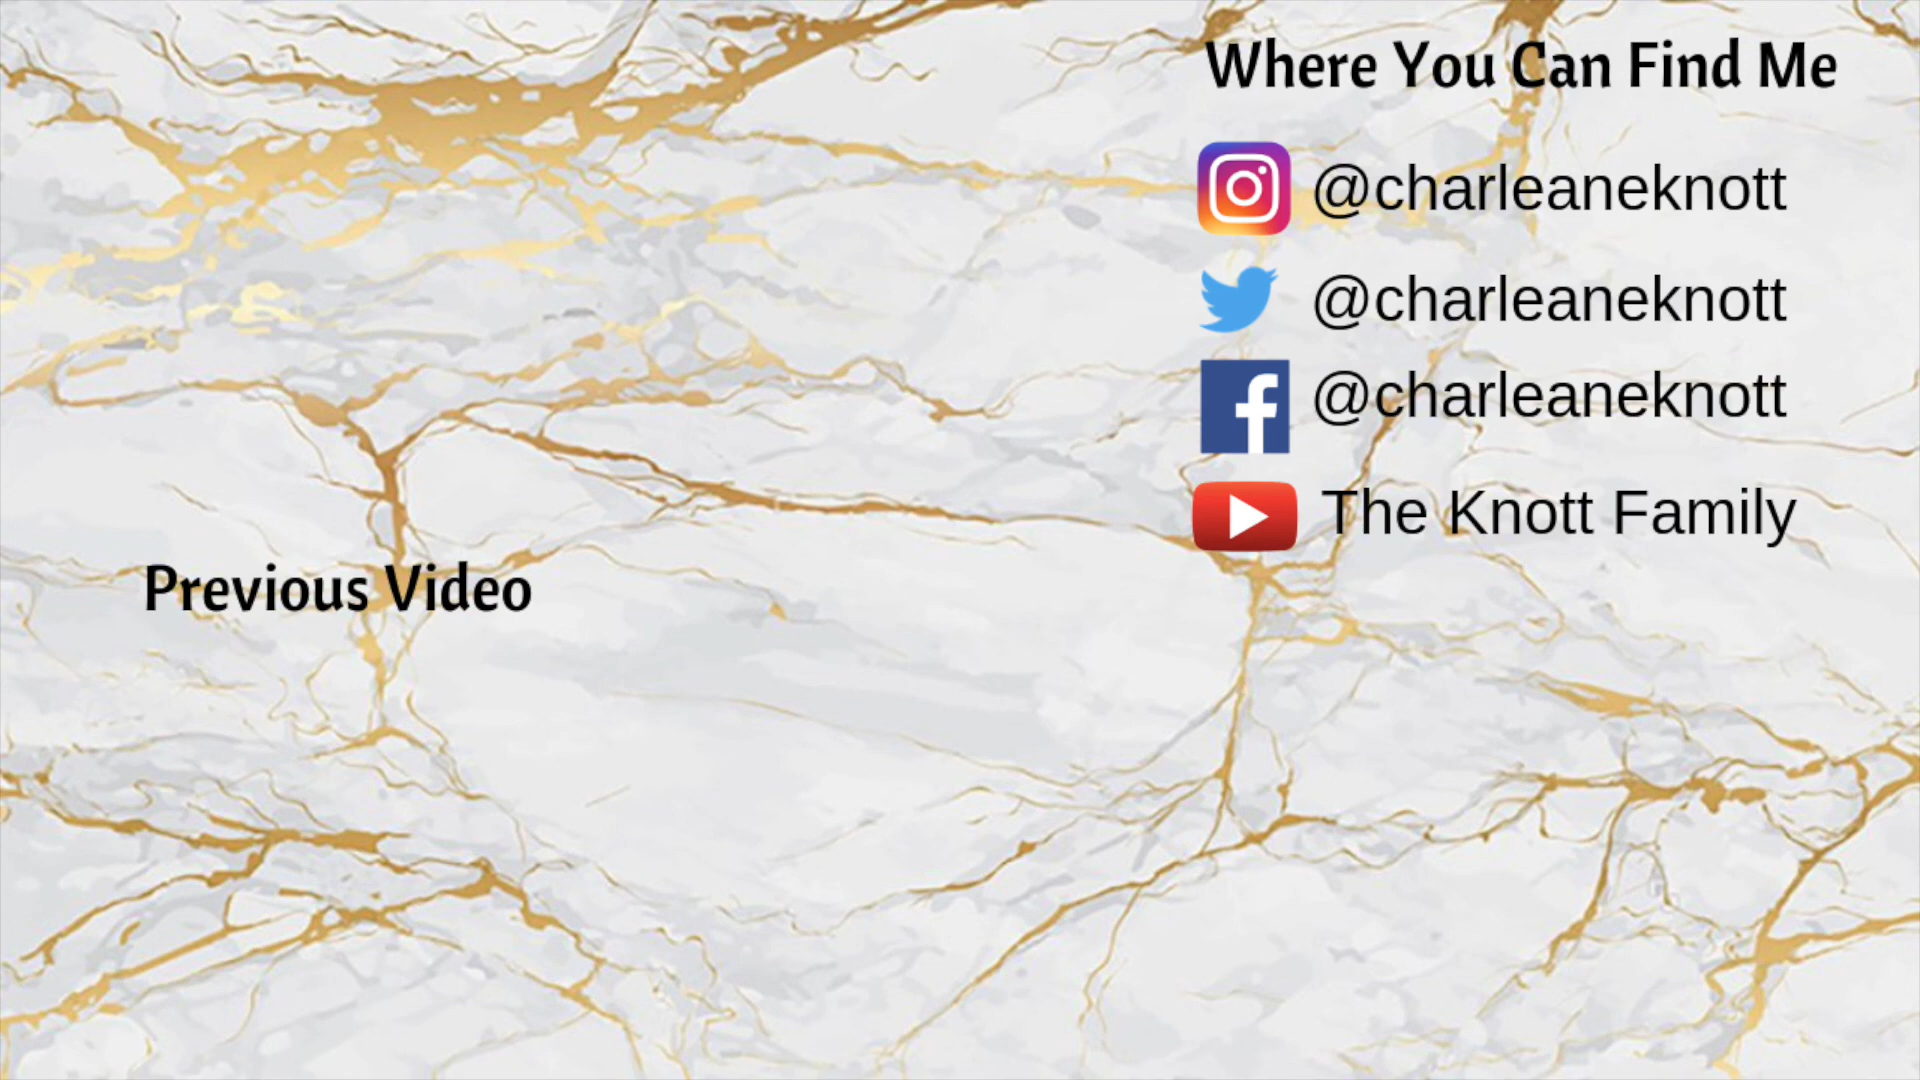 Where You Can Find Me
@charleaneknott
@charleaneknott
@charleaneknott
The Knott Family
Previous Video